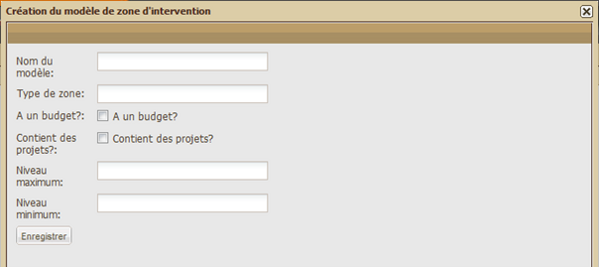 Création du modèle de zone d'intervention
Nom du
modèle:
Type de zone:
A un budget?: A un budget?
Contient des
projets?: Contient des projets?
Niveau
maximum:
Niveau
minimum:
Enregistrer